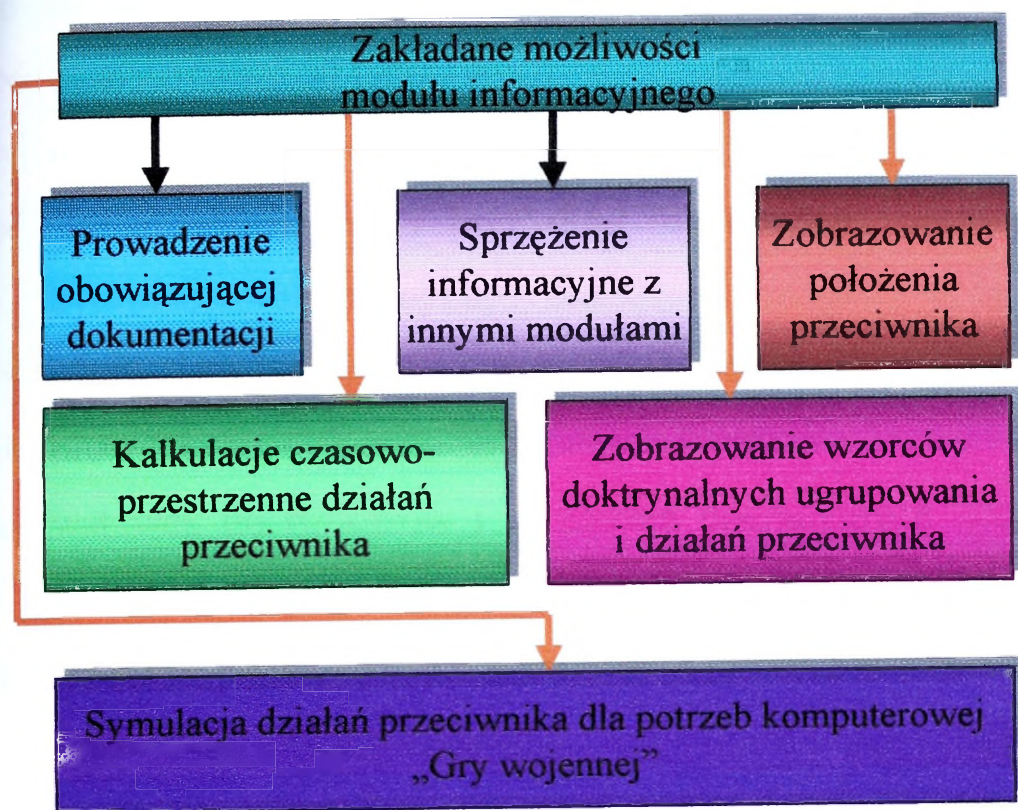 Zakładane możliwości
modułu informacyjnego
Prowadzenie
obowiązującej
dokumentacji
Sprzężenie
informacyjne z
innymi modułami
Zobrazowanie
położenia
przeciwnika
Kalkulacje czasowo-
przestrzenne działań
przeciwnika
Zobrazowanie wzorców
doktrynalnych ugrupowania
i działań przeciwnika
Symulacja działań przeciwnika dla potrzeb komputerowej
„Gry wojennej”